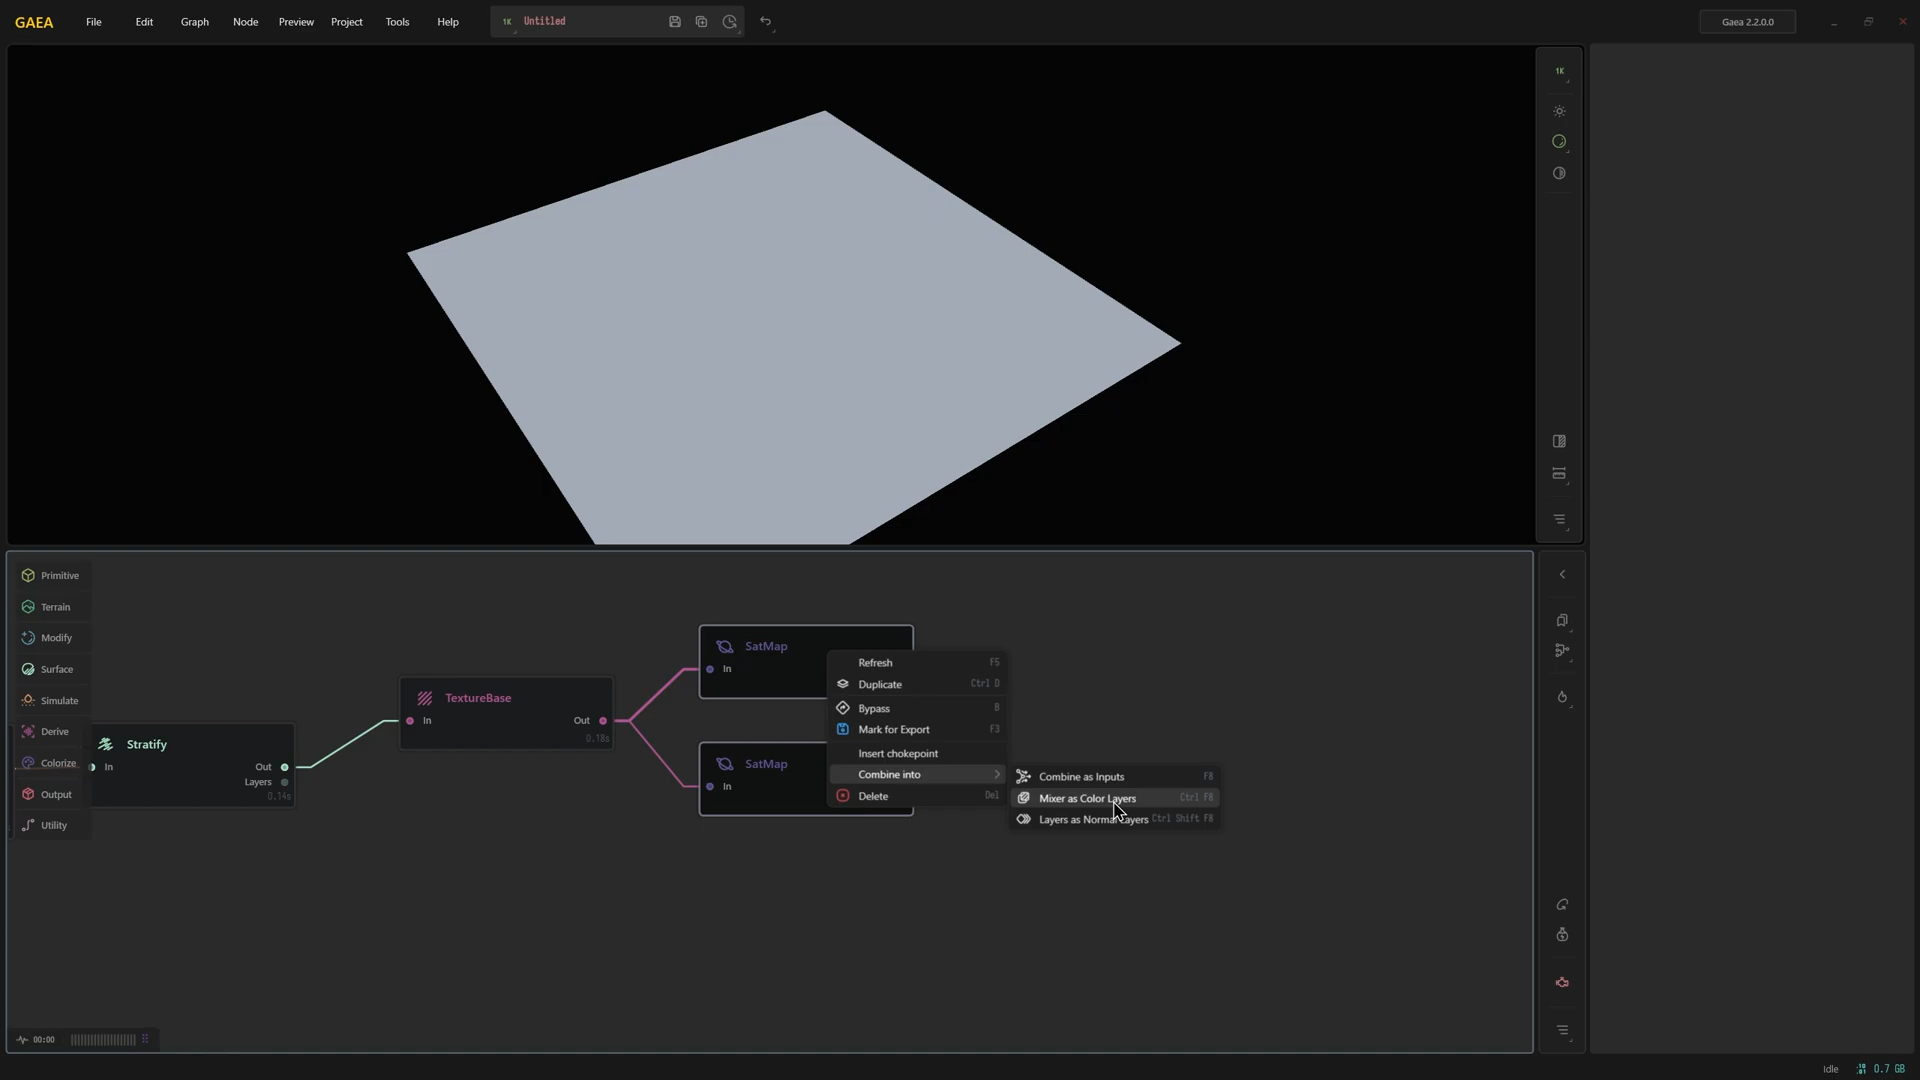 GAEA File Edit Graph Node Preview Project Tools Help 1K Untitled Gaea 2.2.0.0
1K
Primitive
Terrain
Modify
Surface
Simulate
Derive
Colorize
Output
Utility
Stratify
In Out
Layers
0.14s
TextureBase
In Out
0.18s
SatMap
In
SatMap
In
Refresh F5
Duplicate Ctrl D
Bypass B
Mark for Export F3
Insert chokepoint
Combine into
Delete Del
Combine as Inputs F8
Mixer as Color Layers Ctrl F8
Layers as Normal Layers Ctrl Shift F8
00:00
Idle 0.7 GB